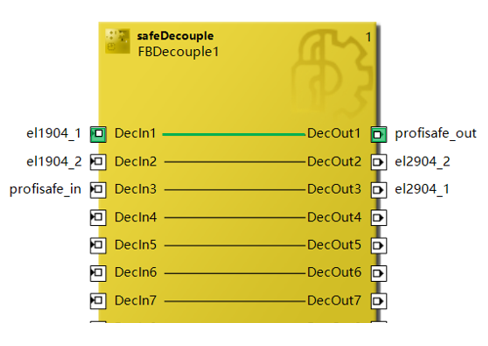 safeDecouple 1
FBDecouple1
el1904_1 DecIn1 DecOut1 profisafe_out
el1904_2 DecIn2 DecOut2 el2904_2
profisafe_in DecIn3 DecOut3 el2904_1
DecIn4 DecOut4
DecIn5 DecOut5
DecIn6 DecOut6
DecIn7 DecOut7